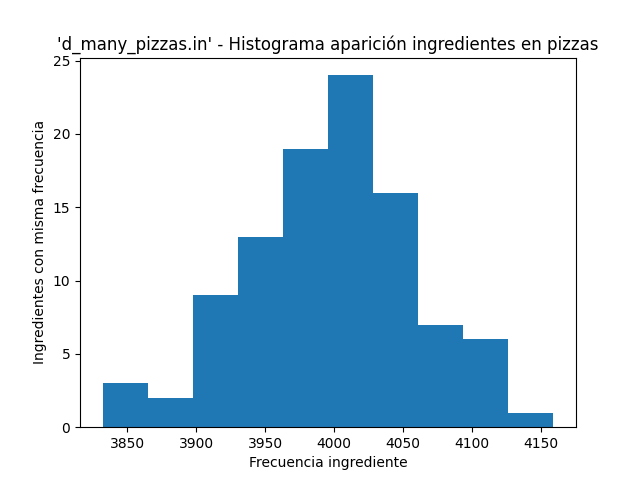 'd_many_pizzas.in' - Histograma aparición ingredientes en pizzas
Ingredientes con misma frecuencia
25
20
15
10
5
0
3850 3900 3950 4000 4050 4100 4150
Frecuencia ingrediente